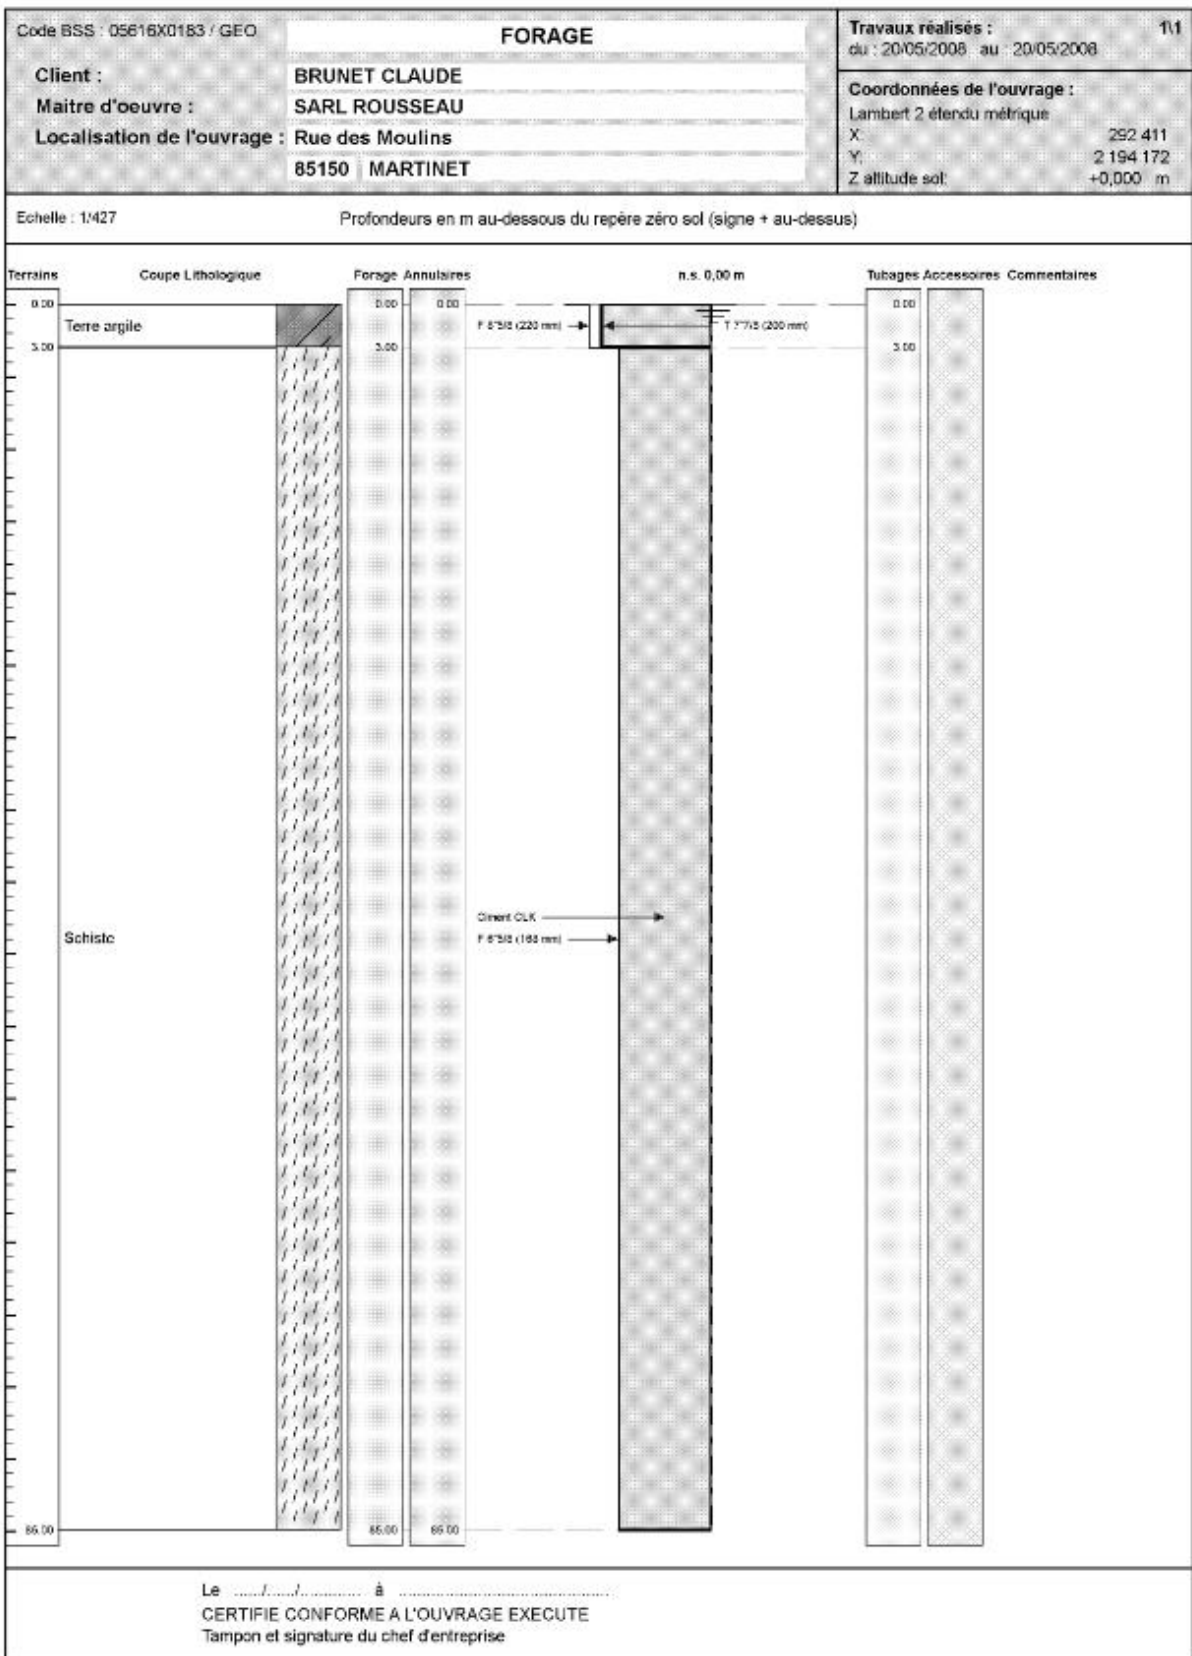 Code BSS : 05616X0183 / GEO
FORAGE
Travaux réalisés : 1\1
du : 20/05/2008 au : 20/05/2008
Client : BRUNET CLAUDE
Maitre d'oeuvre : SARL ROUSSEAU
Localisation de l'ouvrage : Rue des Moulins
85150 MARTINET
Coordonnées de l'ouvrage :
Lambert 2 étendu métrique
X: 292 411
Y: 2 194 172
Z altitude sol: +0,000 m
Echelle : 1/427
Profondeurs en m au-dessous du repère zéro sol (signe + au-dessus)
Terrains Coupe Lithologique Forage Annulaires n.s. 0,00 m Tubages Accessoires Commentaires
0.00 0.00 0.00 0.00
Terre argile F 8"5/8 (220 mm) T 7"7/8 (200 mm)
3.00 3.00 3.00
Ciment CLK
Schiste F 6"5/8 (168 mm)
85.00 85.00 85.00
Le ....../....../.............. à ..........................................
CERTIFIE CONFORME A L'OUVRAGE EXECUTE
Tampon et signature du chef d'entreprise